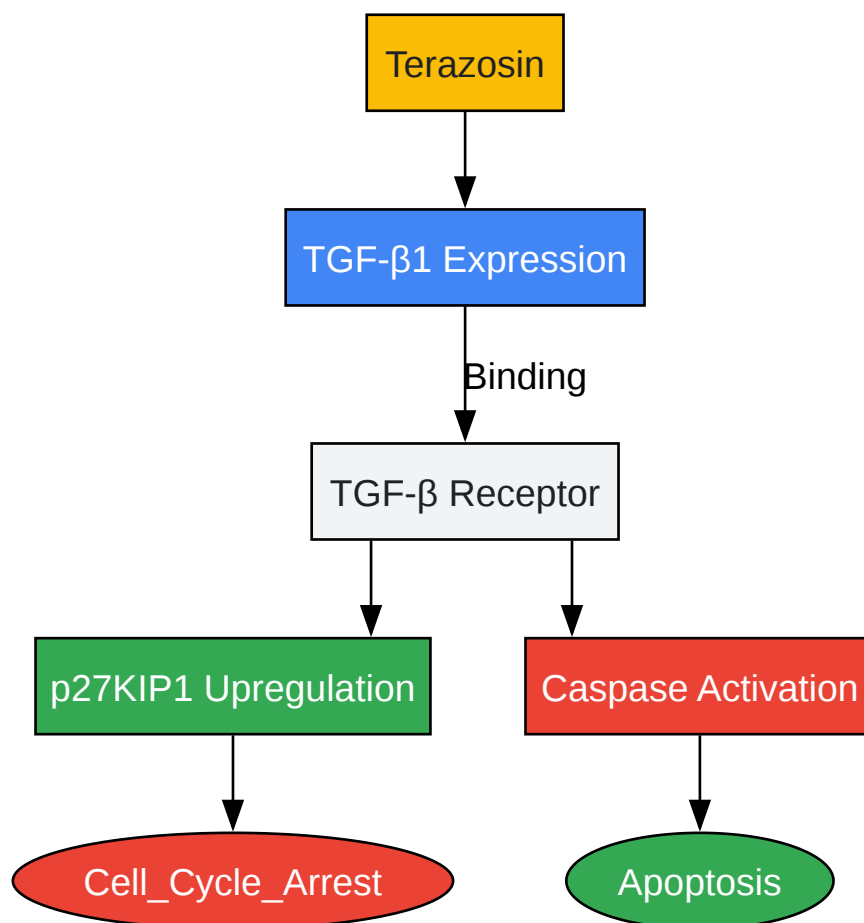 Terazosin
TGF-β1 Expression
Binding
TGF-β Receptor
p27KIP1 Upregulation
Caspase Activation
Cell_Cycle_Arrest
Apoptosis